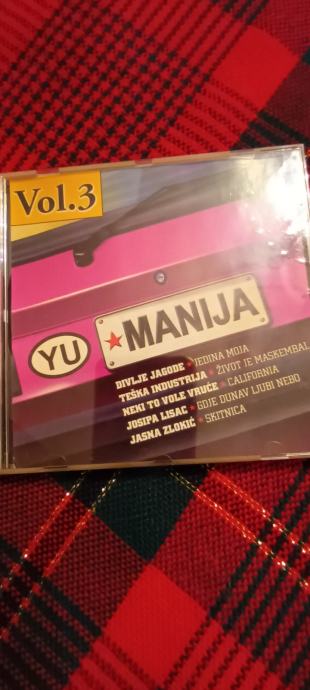 Vol.3
YU
★MANIJA
DIVLJE JAGODE ★ JEDINA MOJA
TEŠKA INDUSTRIJA ★ ŽIVOT JE MASKEMBAL
NEKI TO VOLE VRUĆE ★ CALIFORNIA
JOSIPA LISAC ★ GDJE DUNAV LJUBI NEBO
JASNA ZLOKIĆ ★ SKITNICA